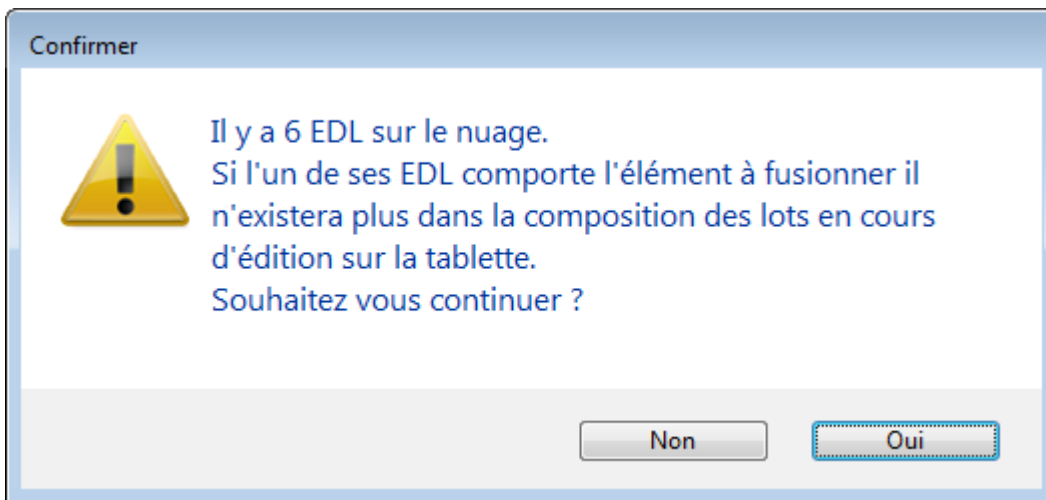 Confirmer
Il y a 6 EDL sur le nuage.
Si l'un de ses EDL comporte l'élément à fusionner il
n'existera plus dans la composition des lots en cours
d'édition sur la tablette.
Souhaitez vous continuer ?
Non
Oui